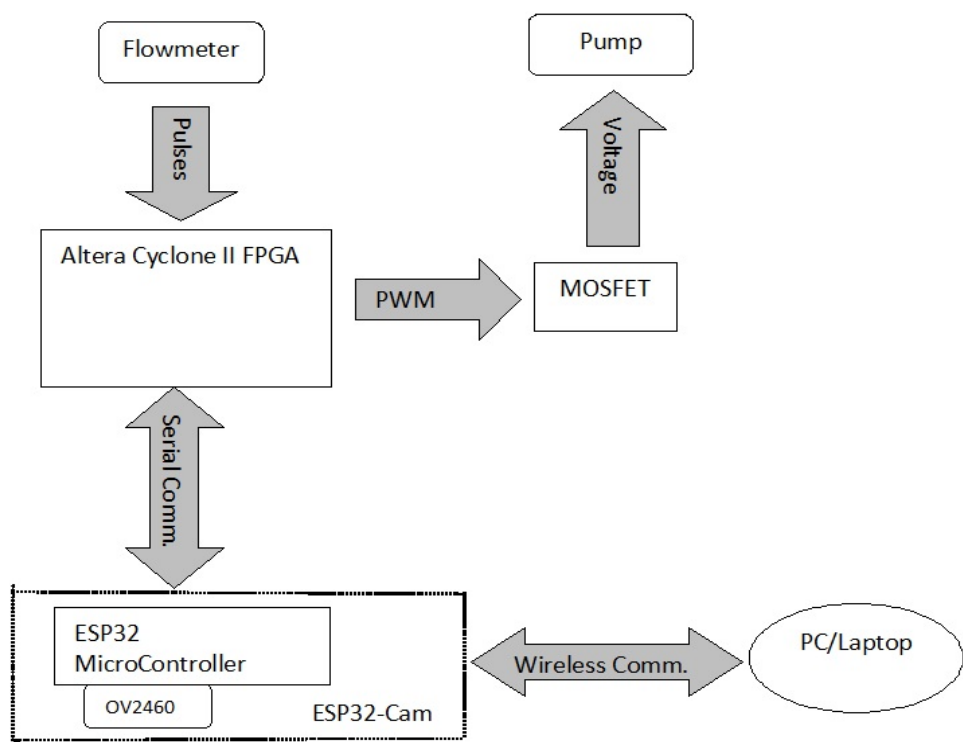 Flowmeter
Pump
Pulses
Voltage
Altera Cyclone II FPGA
PWM
MOSFET
Serial Comm.
ESP32
MicroController
OV2460
ESP32-Cam
Wireless Comm.
PC/Laptop